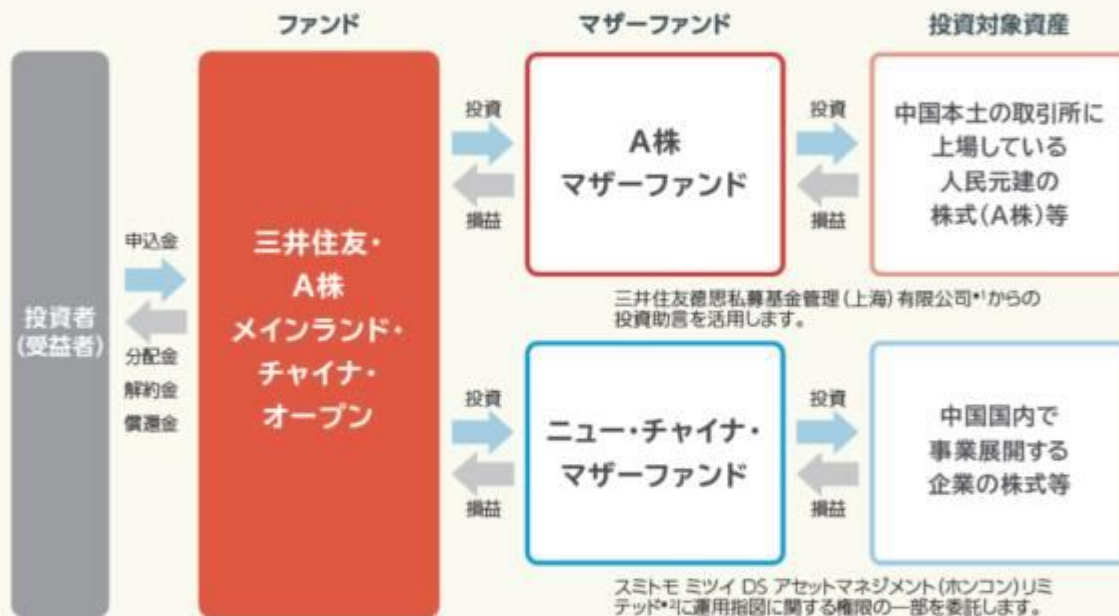 ファンド
マザーファンド
投資対象資産
投資者
(受益者)
申込金
分配金
解約金
償還金
三井住友・
A株
メインランド・
チャイナ・
オープン
投資
損益
A株
マザーファンド
投資
損益
中国本土の取引所に
上場している
人民元建の
株式(A株)等
三井住友徳思私募基金管理(上海)有限公司*1からの
投資助言を活用します。
投資
損益
ニュー・チャイナ・
マザーファンド
投資
損益
中国国内で
事業展開する
企業の株式等
スミトモ ミツイ DS アセットマネジメント(ホンコン)リミ
テッド*2に運用指図に関する権限の一部を委託します。